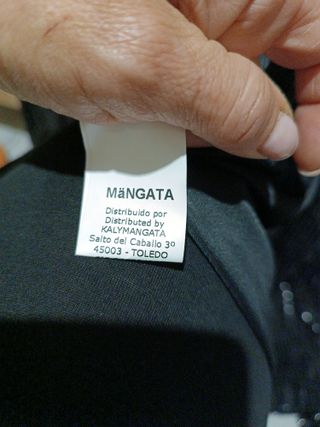 MäNGATA
Distribuido por
Distributed by
KALYMANGATA
Salto del Caballo 3º
45003 - TOLEDO